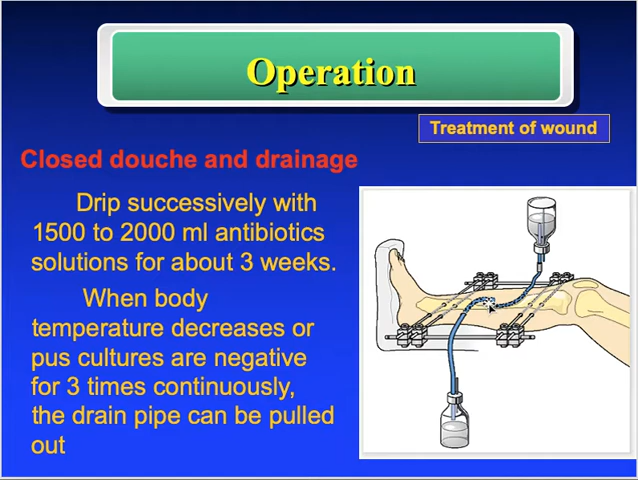 Operation
Treatment of wound
Closed douche and drainage
Drip successively with
1500 to 2000 ml antibiotics
solutions for about 3 weeks.
When body
temperature decreases or
pus cultures are negative
for 3 times continuously,
the drain pipe can be pulled
out